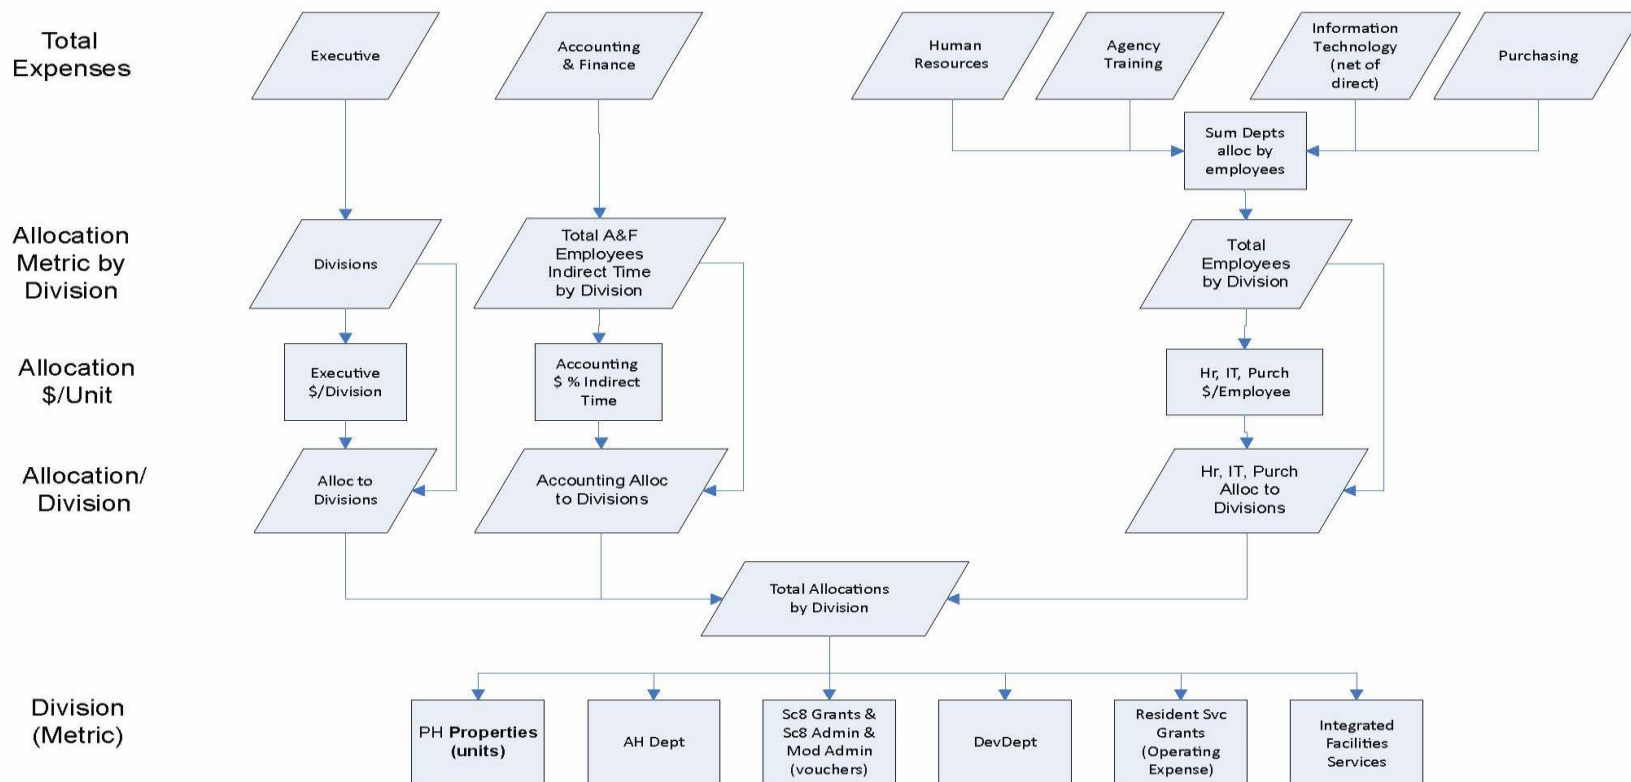 Total
Expenses
Executive
Accounting
& Finance
Human
Resources
Agency
Training
Information
Technology
(net of
direct)
Purchasing
Sum Depts
alloc by
employees
Allocation
Metric by
Division
Divisions
Total A&F
Employees
Indirect Time
by Division
Total
Employees
by Division
Allocation
$/Unit
Executive
$/Division
Accounting
$ % Indirect
Time
Hr, IT, Purch
$/Employee
Allocation/
Division
Alloc to
Divisions
Accounting Alloc
to Divisions
Hr, IT, Purch
Alloc to
Divisions
Total Allocations
by Division
Division
(Metric)
PH Properties
(units)
AH Dept
Sc8 Grants &
Sc8 Admin &
Mod Admin
(vouchers)
DevDept
Resident Svc
Grants
(Operating
Expense)
Integrated
Facilities
Services